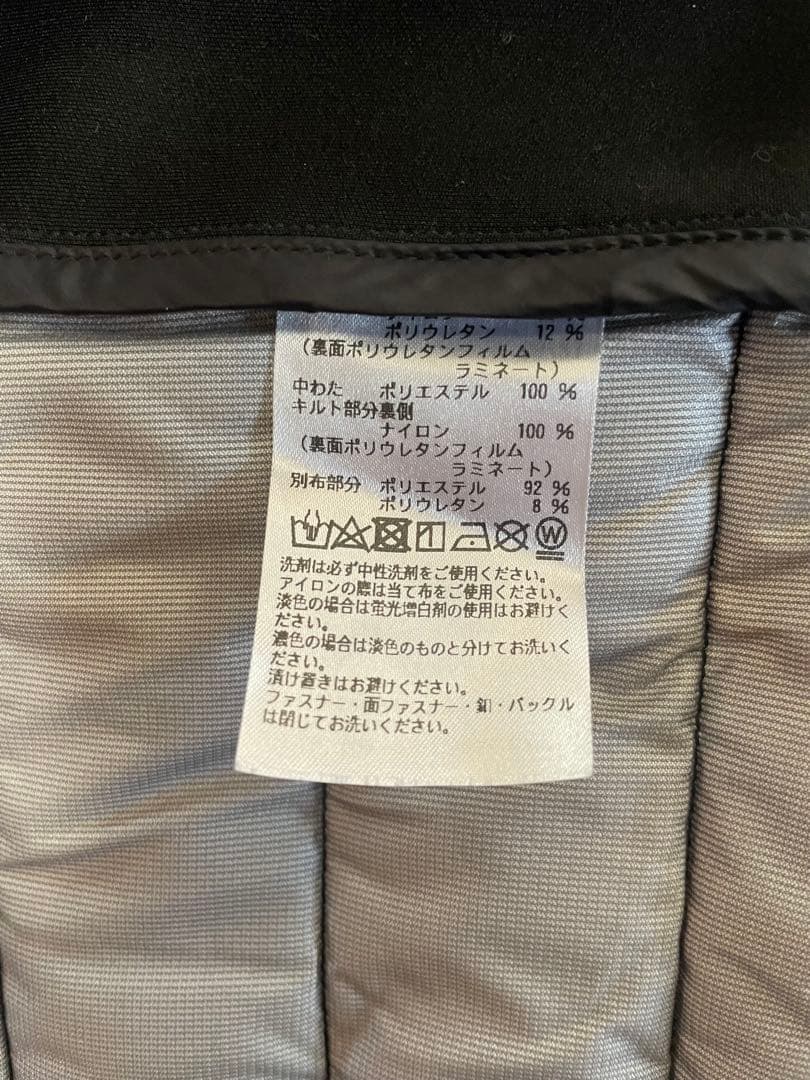 ポリウレタン 12 %
（裏面ポリウレタンフィルム
ラミネート）
中わた ポリエステル 100 %
キルト部分裏側
ナイロン 100 %
（裏面ポリウレタンフィルム
ラミネート）
別布部分 ポリエステル 92 %
ポリウレタン 8 %
W
洗剤は必ず中性洗剤をご使用ください。
アイロンの際は当て布をご使用ください。
淡色の場合は蛍光増白剤の使用はお避けく
ださい。
濃色の場合は淡色のものと分けてお洗いく
ださい。
漬け置きはお避けください。
ファスナー・面ファスナー・釦・バックル
は閉じてお洗いください。